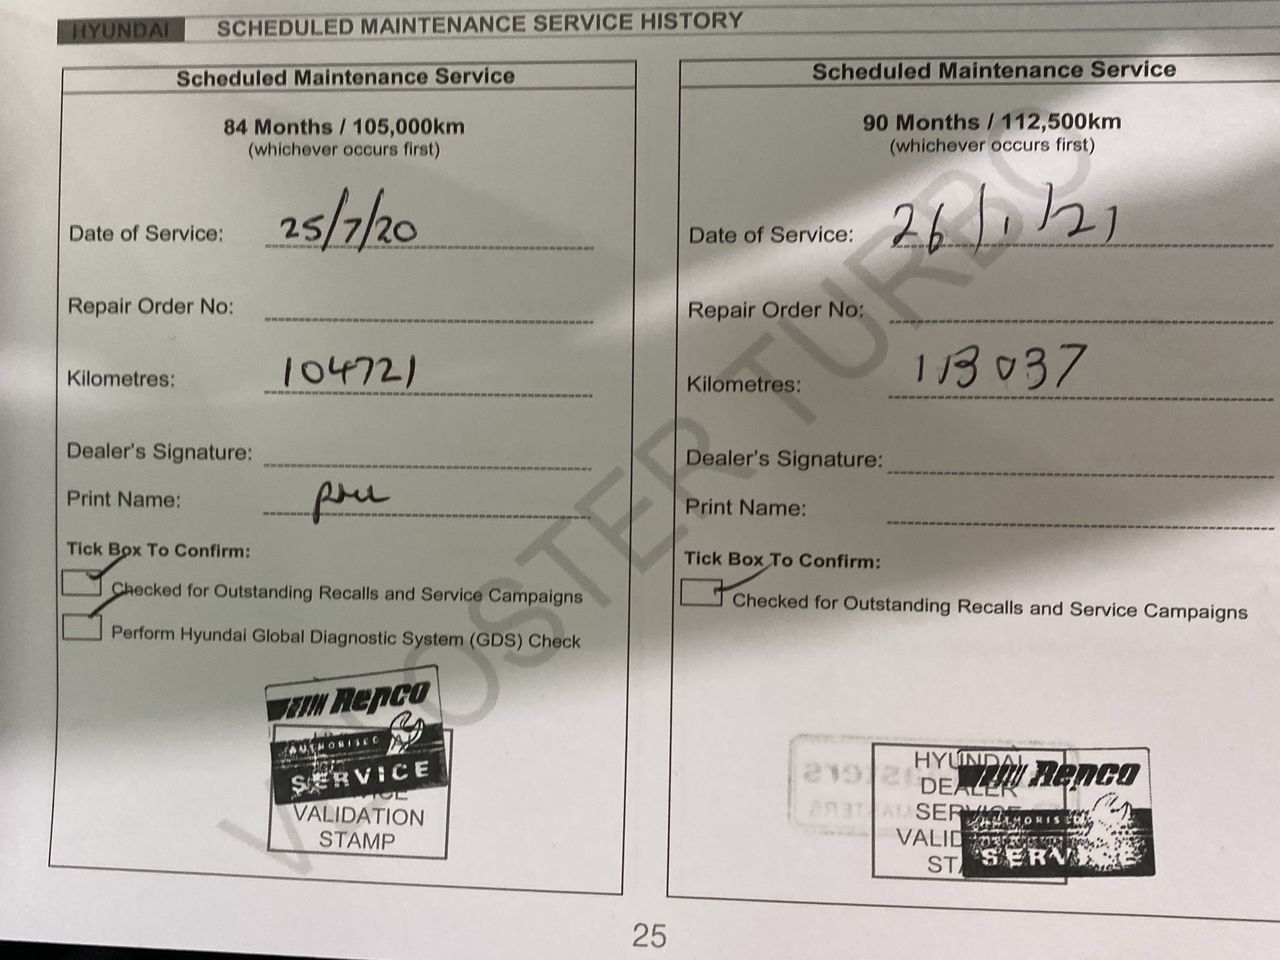 HYUNDAI SCHEDULED MAINTENANCE SERVICE HISTORY
Scheduled Maintenance Service
84 Months / 105,000km
(whichever occurs first)
Date of Service: 25/7/20
Repair Order No:
Kilometres: 104721
Dealer's Signature:
Print Name:
Tick Box To Confirm:
Checked for Outstanding Recalls and Service Campaigns
Perform Hyundai Global Diagnostic System (GDS) Check
Repco
AUTHORISED
SERVICE
VALIDATION
STAMP
Scheduled Maintenance Service
90 Months / 112,500km
(whichever occurs first)
Date of Service: 26/1/21
Repair Order No:
Kilometres: 113037
Dealer's Signature:
Print Name:
Tick Box To Confirm:
Checked for Outstanding Recalls and Service Campaigns
HYUNDAI
DEALER
SERVICE
VALID
ST
Repco
AUTHORISED
SERVICE
VELOSTER TURBO
25